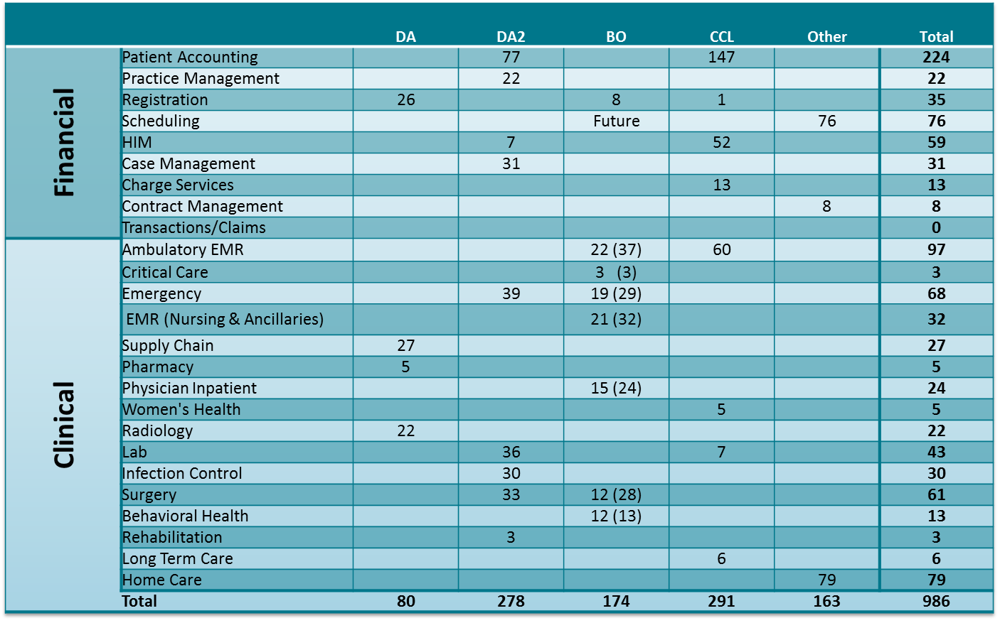 DA DA2 BO CCL Other Total
Financial
Patient Accounting 77 147 224
Practice Management 22 22
Registration 26 8 1 35
Scheduling Future 76 76
HIM 7 52 59
Case Management 31 31
Charge Services 13 13
Contract Management 8 8
Transactions/Claims 0
Clinical
Ambulatory EMR 22 (37) 60 97
Critical Care 3 (3) 3
Emergency 39 19 (29) 68
EMR (Nursing & Ancillaries) 21 (32) 32
Supply Chain 27 27
Pharmacy 5 5
Physician Inpatient 15 (24) 24
Women's Health 5 5
Radiology 22 22
Lab 36 7 43
Infection Control 30 30
Surgery 33 12 (28) 61
Behavioral Health 12 (13) 13
Rehabilitation 3 3
Long Term Care 6 6
Home Care 79 79
Total 80 278 174 291 163 986